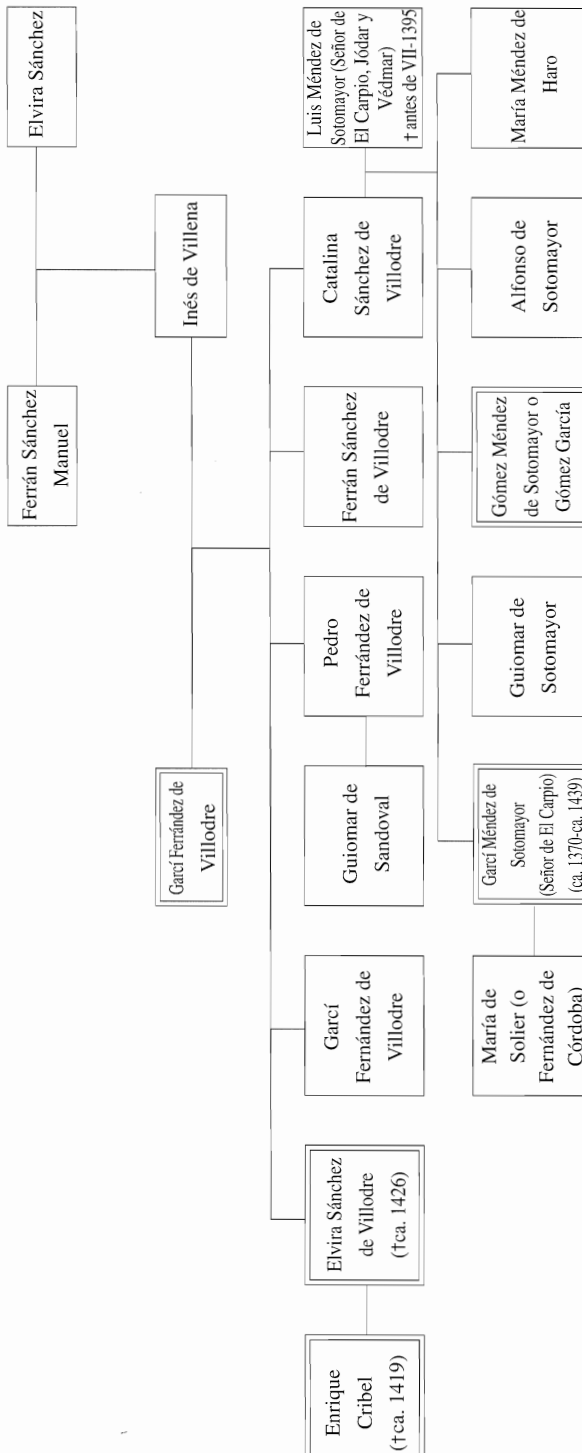 Ferrán Sánchez
Manuel
Elvira Sánchez
Garcí Ferrández de
Villodre
Inés de Villena
Enrique
Cribel
(†ca. 1419)
Elvira Sánchez
de Villodre
(†ca. 1426)
Garcí
Fernández de
Villodre
Guiomar de
Sandoval
Pedro
Ferrández de
Villodre
Ferrán Sánchez
de Villodre
Catalina
Sánchez de
Villodre
Luis Méndez de
Sotomayor (Señor de
El Carpio, Jódar y
Védmar)
† antes de VII-1395
María de
Solier (o
Fernández de
Córdoba)
Garcí Méndez de
Sotomayor
(Señor de El Carpio)
(ca. 1370-ca. 1439)
Guiomar de
Sotomayor
Gómez Méndez
de Sotomayor o
Gómez García
Alfonso de
Sotomayor
María Méndez de
Haro